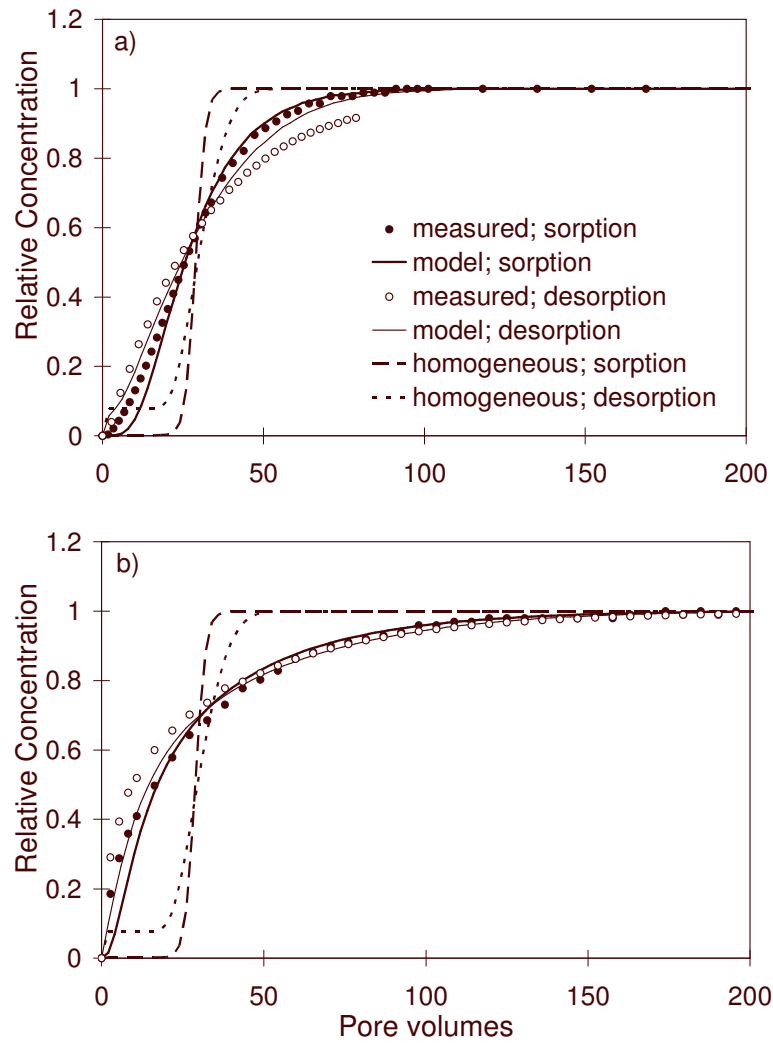 a)
1.2
1
0.8
0.6
0.4
0.2
0
Relative Concentration
measured; sorption
model; sorption
measured; desorption
model; desorption
homogeneous; sorption
homogeneous; desorption
0 50 100 150 200
b)
1.2
1
0.8
0.6
0.4
0.2
0
Relative Concentration
0 50 100 150 200
Pore volumes